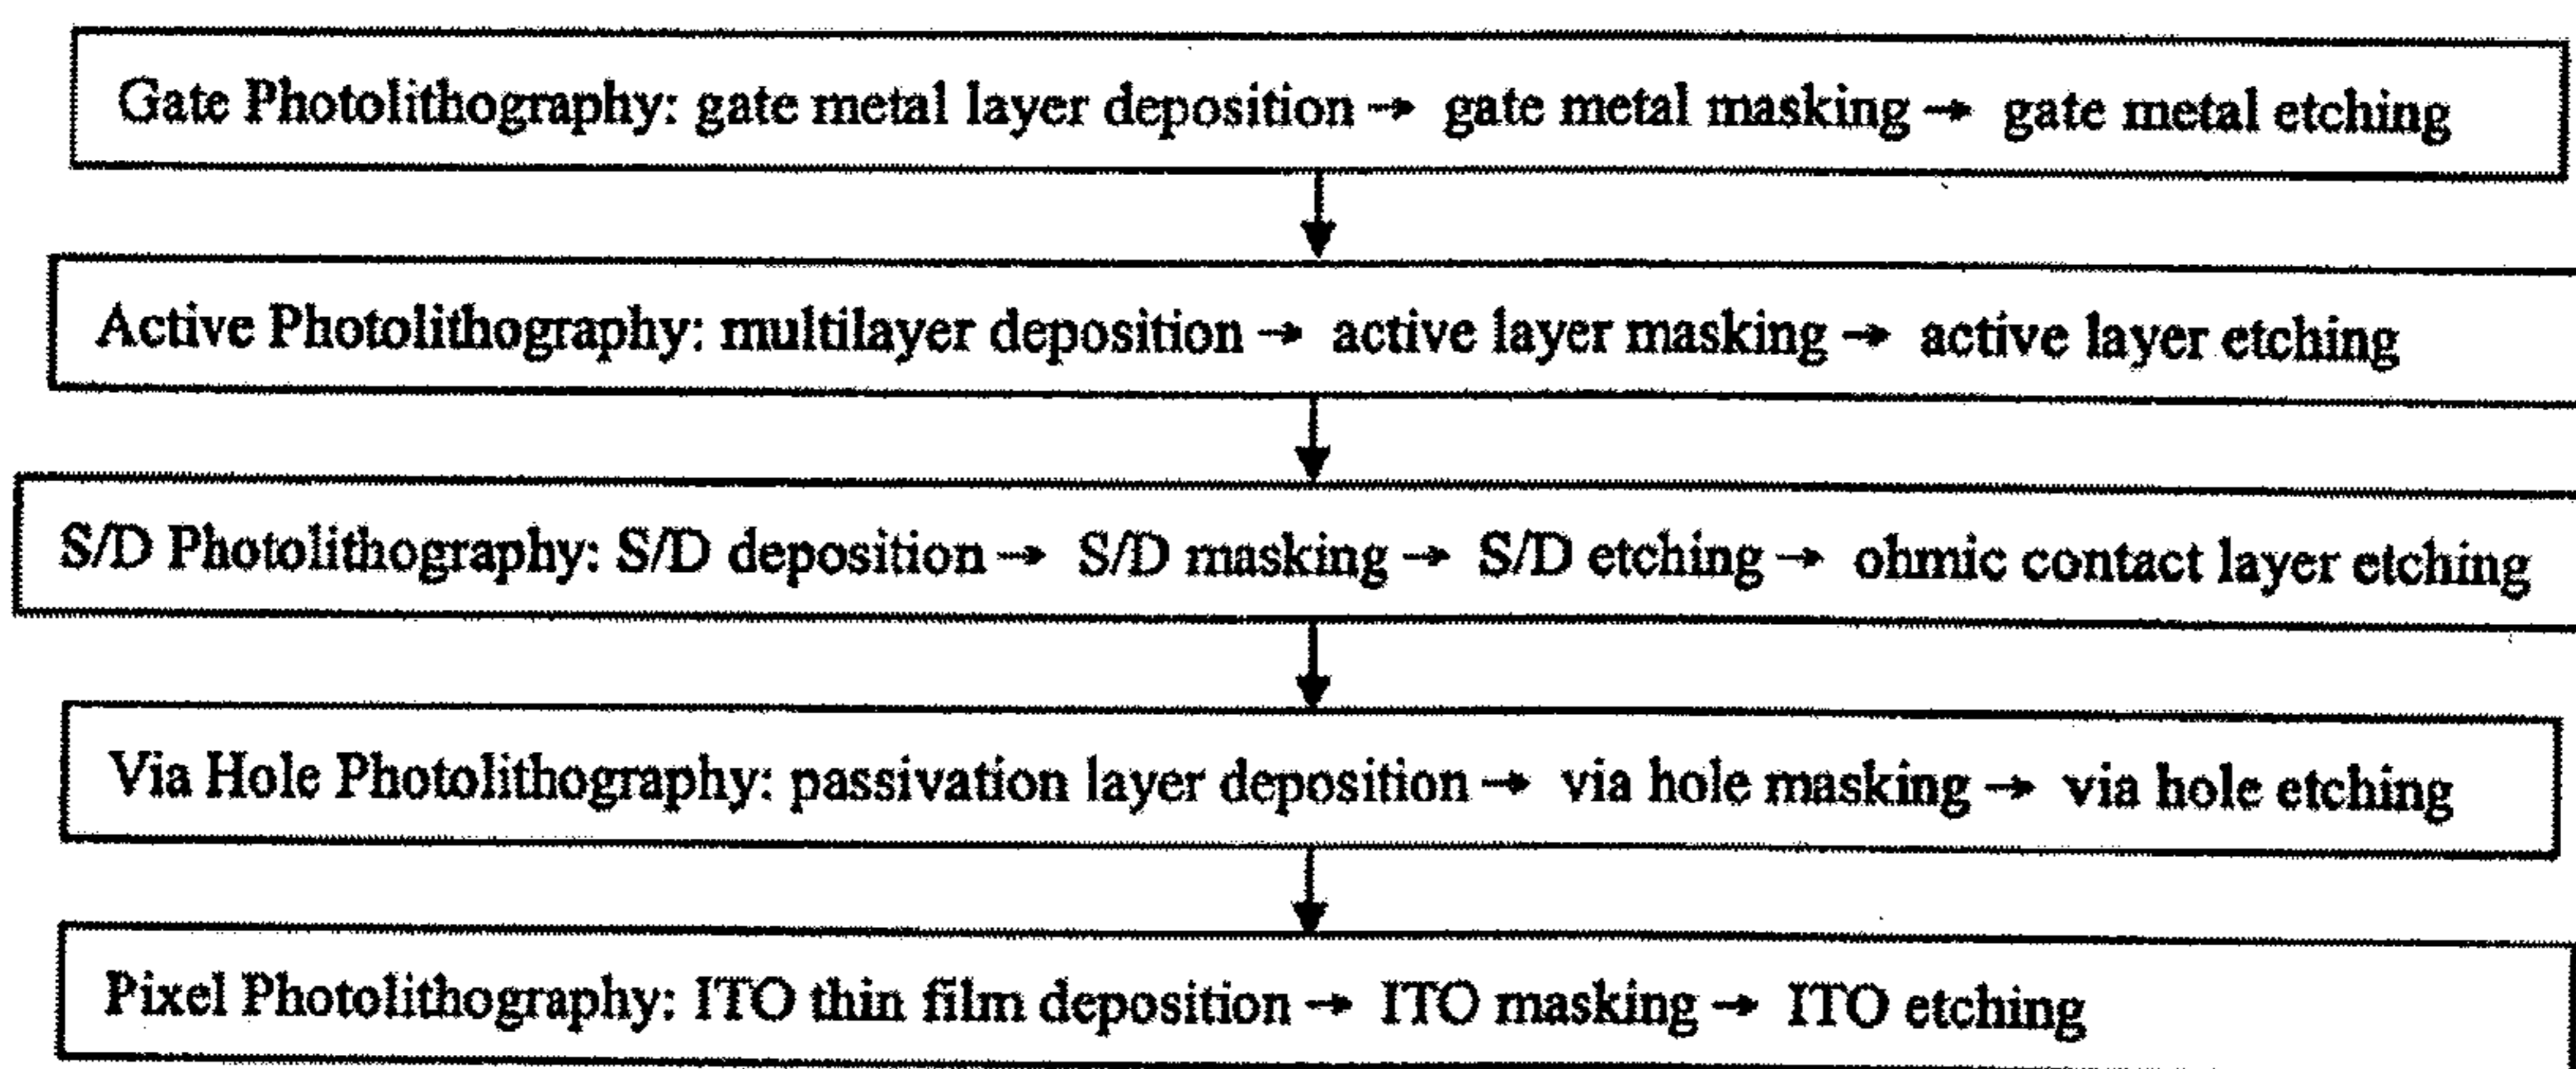 Gate Photolithography: gate metal layer deposition → gate metal masking → gate metal etching
Active Photolithography: multilayer deposition → active layer masking → active layer etching
S/D Photolithography: S/D deposition → S/D masking → S/D etching → ohmic contact layer etching
Via Hole Photolithography: passivation layer deposition → via hole masking → via hole etching
Pixel Photolithography: ITO thin film deposition → ITO masking → ITO etching